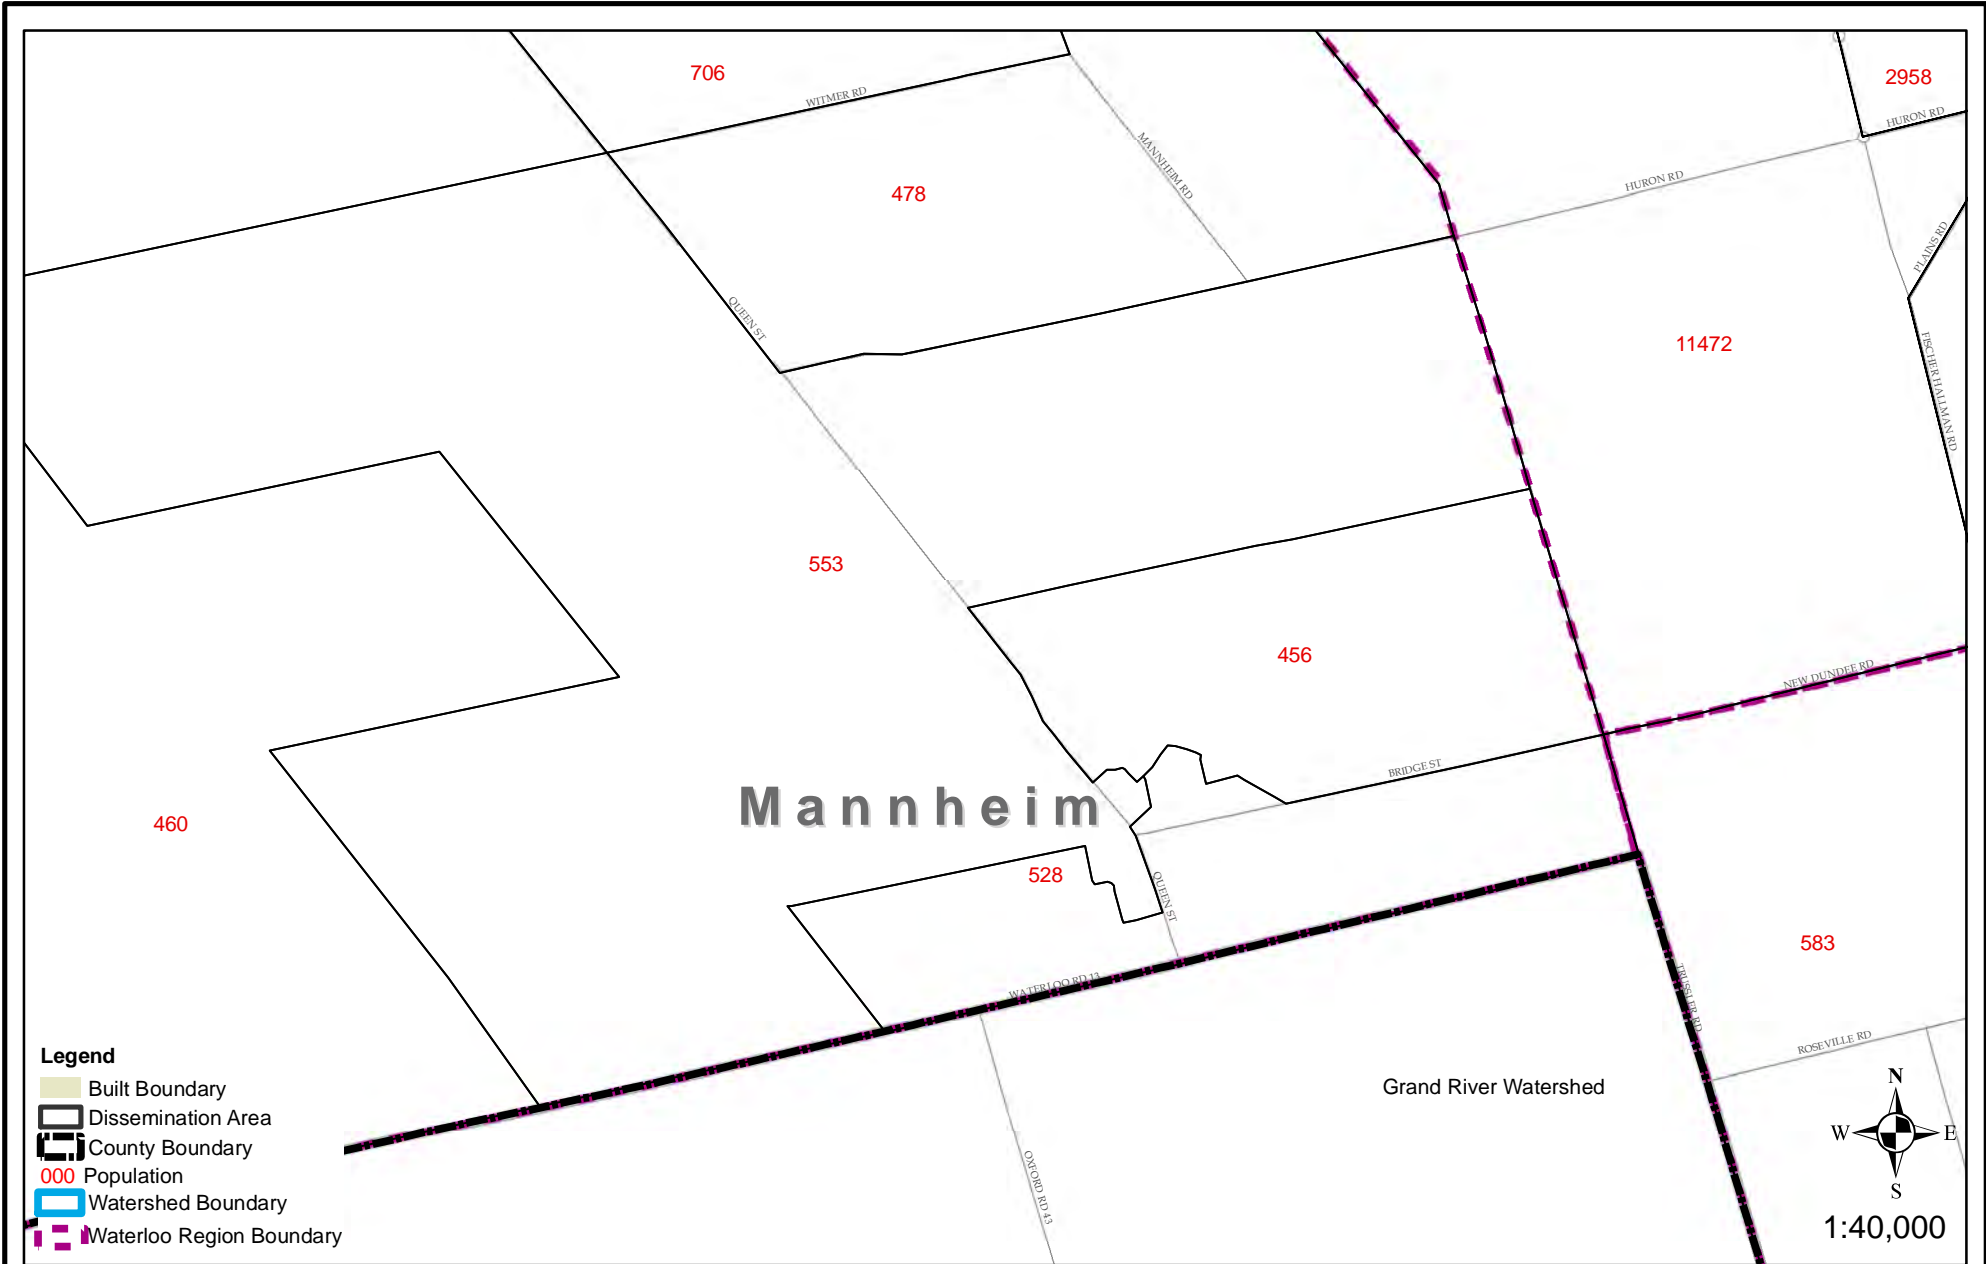 706
2958
WITMER RD
HURON RD
MANNHEIM RD
478
HURON RD
PLAINS RD
QUEEN ST
11472
FISCHER HALLMAN RD
553
456
NEW DUNDEE RD
BRIDGE ST
Mannheim
460
528
QUEEN ST
583
WATERLOO RD 13
TRUSSLER RD
ROSEVILLE RD
Grand River Watershed
OXFORD RD 43
Legend
Built Boundary
Dissemination Area
County Boundary
000 Population
Watershed Boundary
Waterloo Region Boundary
N
W E
S
1:40,000